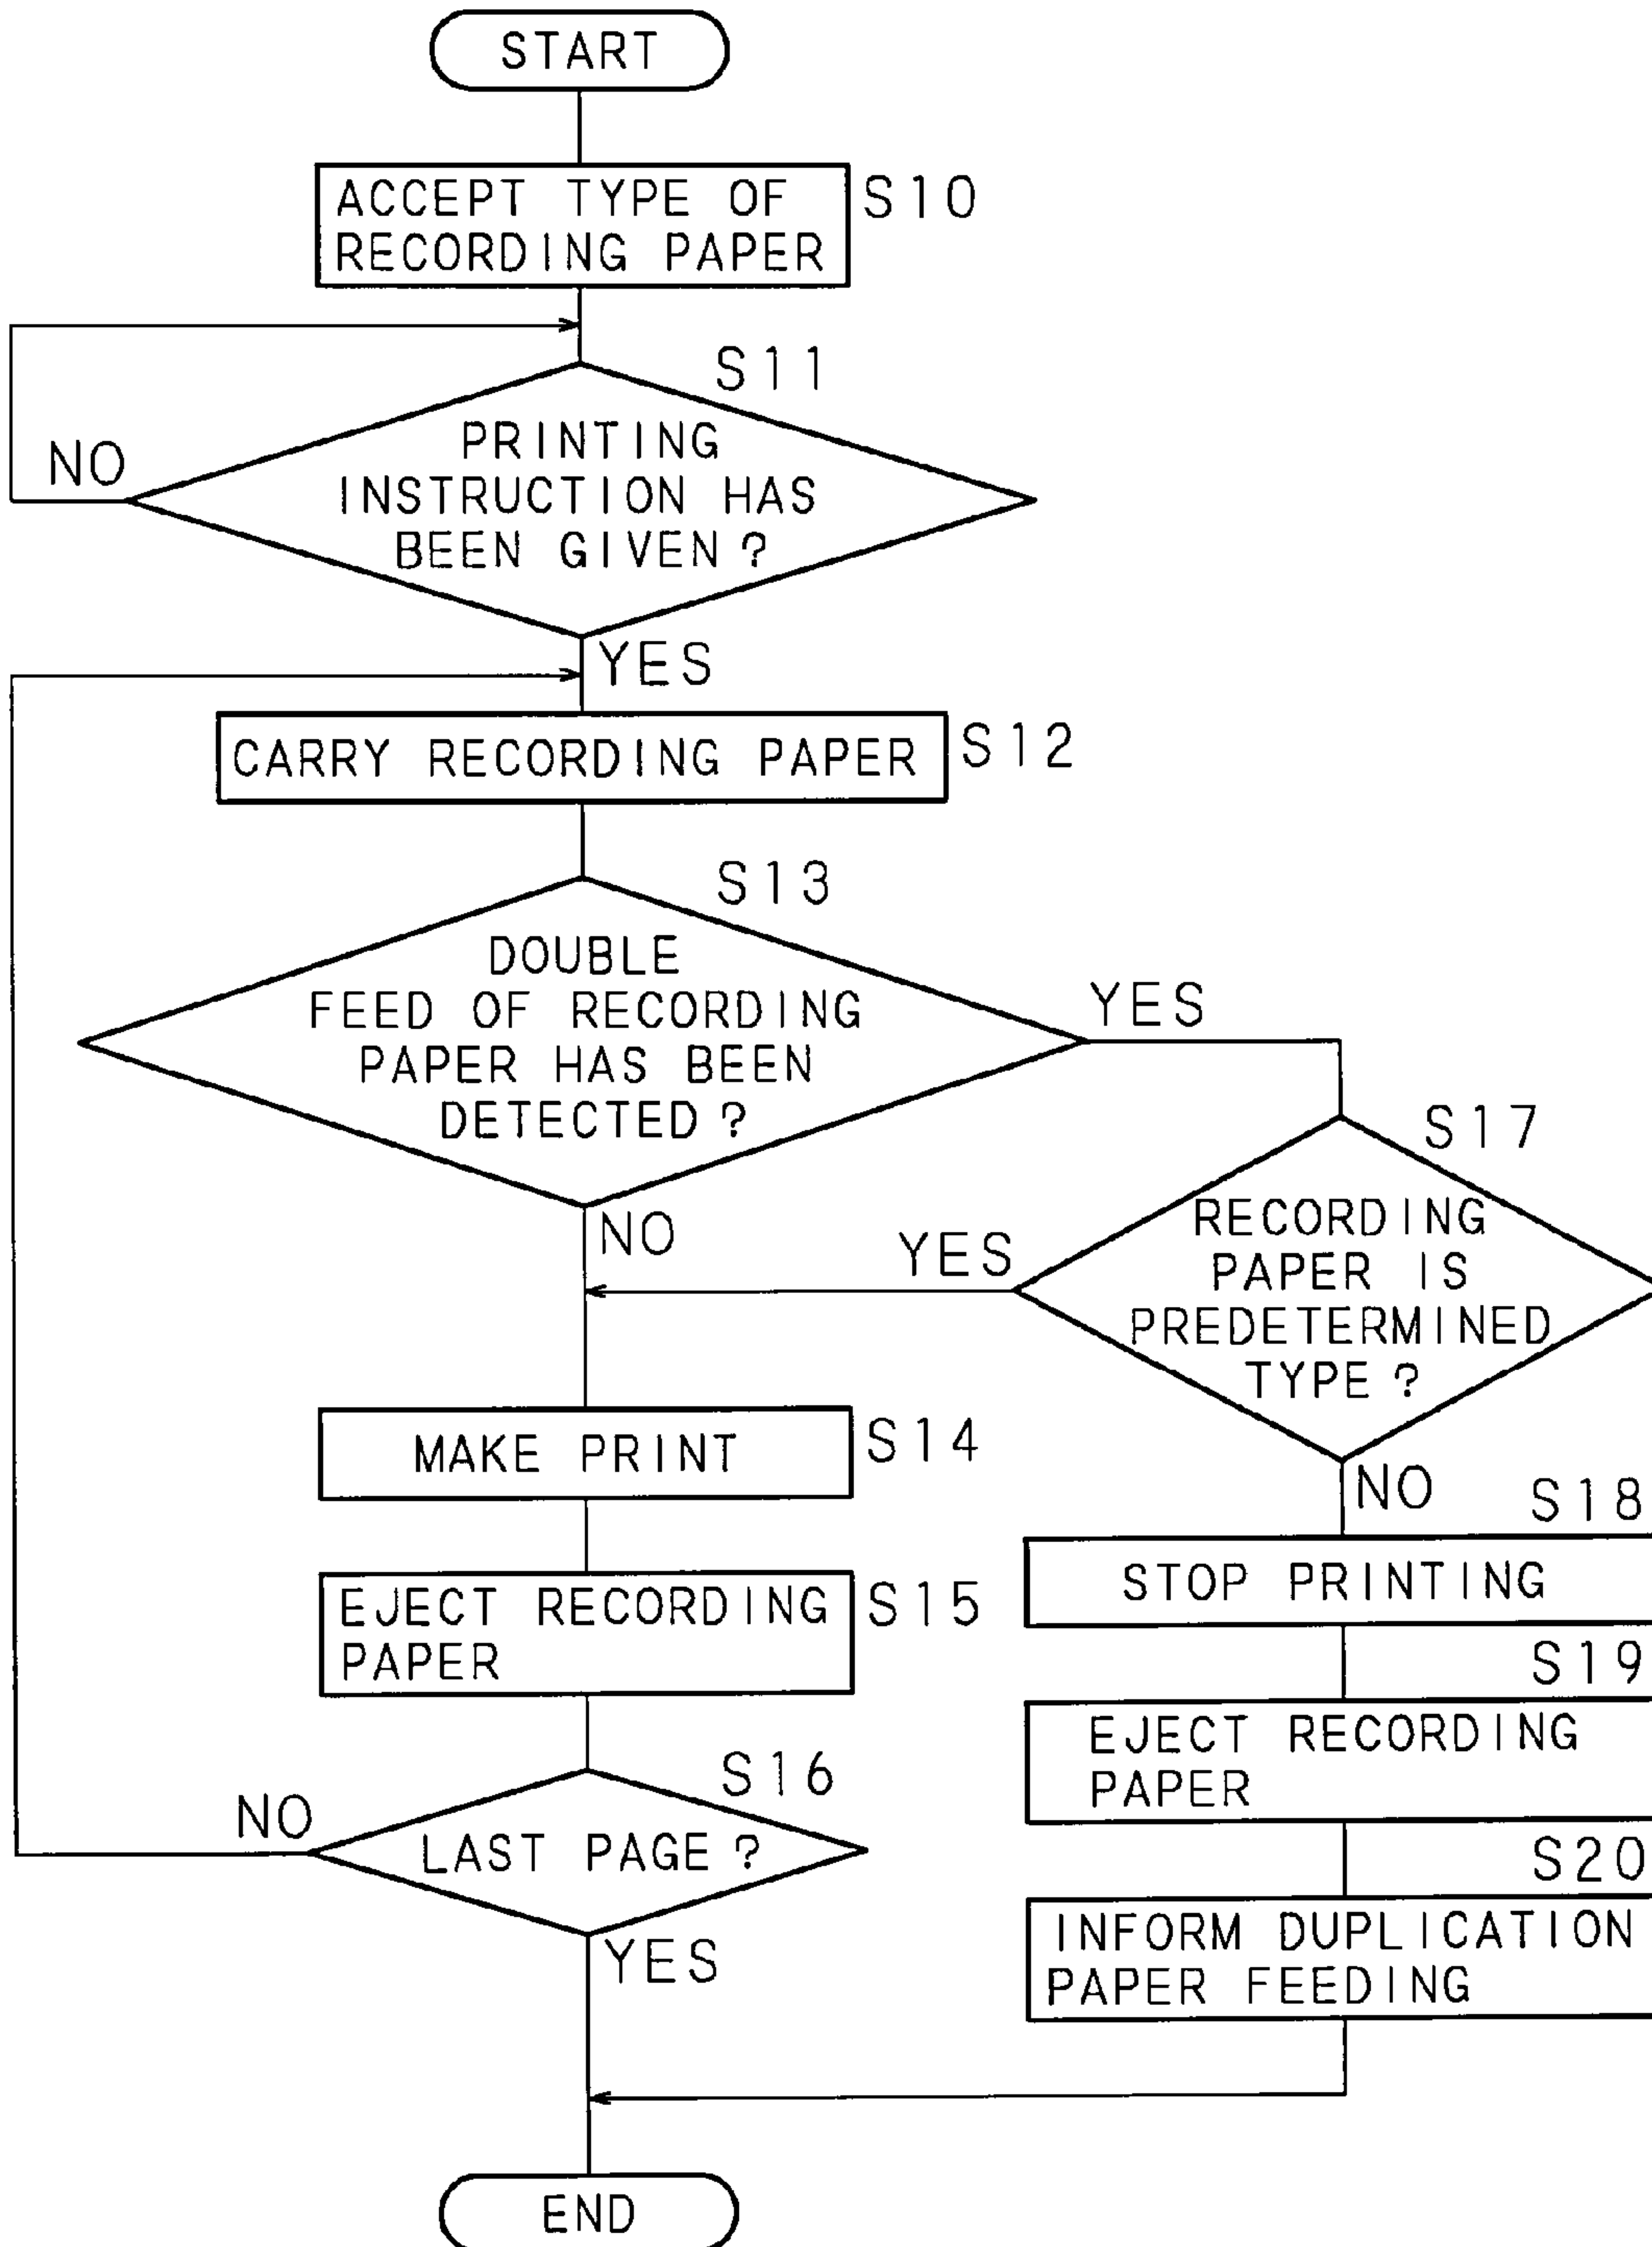 START
ACCEPT TYPE OF
RECORDING PAPER
S10
S11
PRINTING
INSTRUCTION HAS
BEEN GIVEN?
NO
YES
CARRY RECORDING PAPER
S12
S13
DOUBLE
FEED OF RECORDING
PAPER HAS BEEN
DETECTED?
YES
NO
S17
RECORDING
PAPER IS
PREDETERMINED
TYPE?
YES
NO
MAKE PRINT
S14
EJECT RECORDING
PAPER
S15
S16
LAST PAGE?
NO
YES
S18
STOP PRINTING
S19
EJECT RECORDING
PAPER
S20
INFORM DUPLICATION
PAPER FEEDING
END